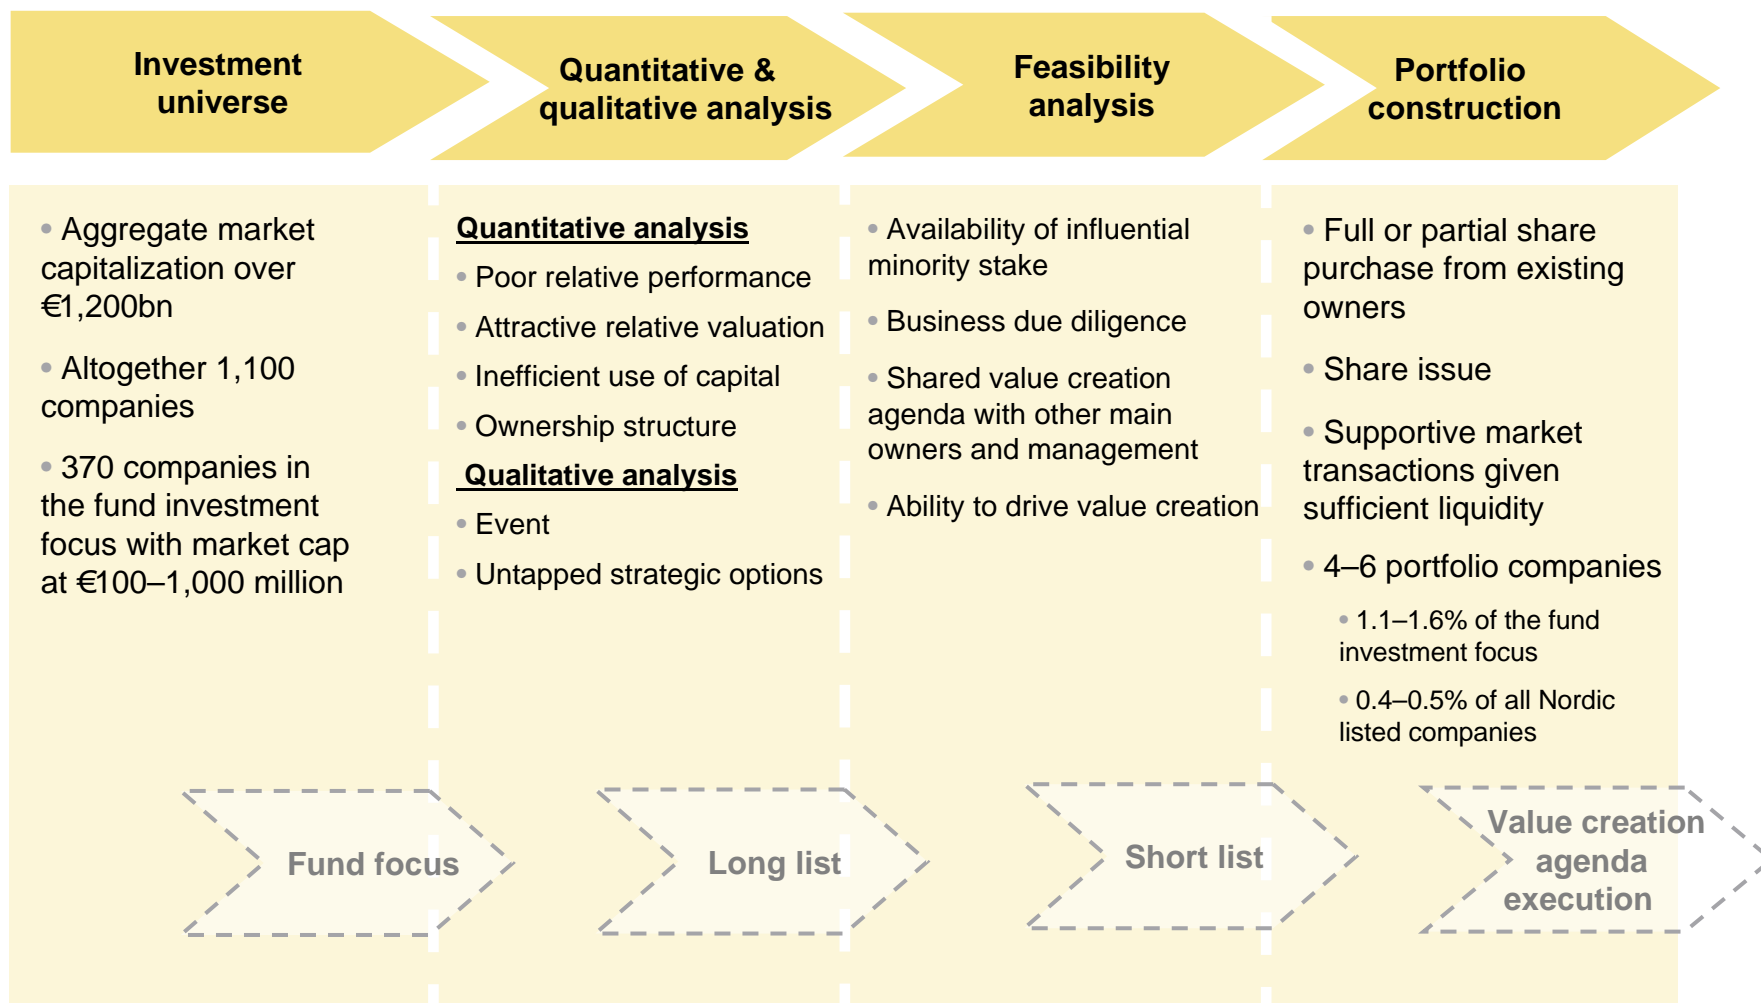 Investment
universe
Quantitative &
qualitative analysis
Feasibility
analysis
Portfolio
construction
• Aggregate market
capitalization over
€1,200bn
• Altogether 1,100
companies
• 370 companies in
the fund investment
focus with market cap
at €100–1,000 million
Quantitative analysis
• Poor relative performance
• Attractive relative valuation
• Inefficient use of capital
• Ownership structure
Qualitative analysis
• Event
• Untapped strategic options
• Availability of influential
minority stake
• Business due diligence
• Shared value creation
agenda with other main
owners and management
• Ability to drive value creation
• Full or partial share
purchase from existing
owners
• Share issue
• Supportive market
transactions given
sufficient liquidity
• 4–6 portfolio companies
• 1.1–1.6% of the fund
investment focus
• 0.4–0.5% of all Nordic
listed companies
Fund focus
Long list
Short list
Value creation
agenda
execution